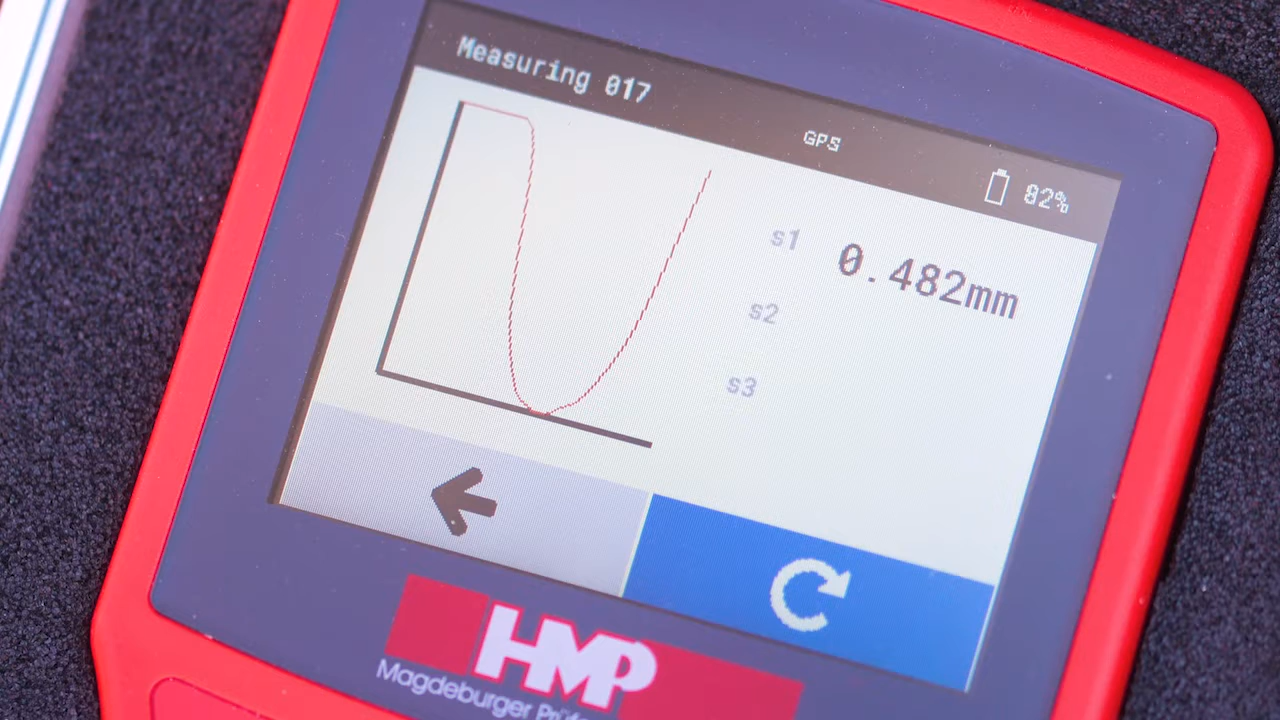 Measuring 017
GPS
82%
s1 0.482mm
s2
s3
HMP
Magdeburger